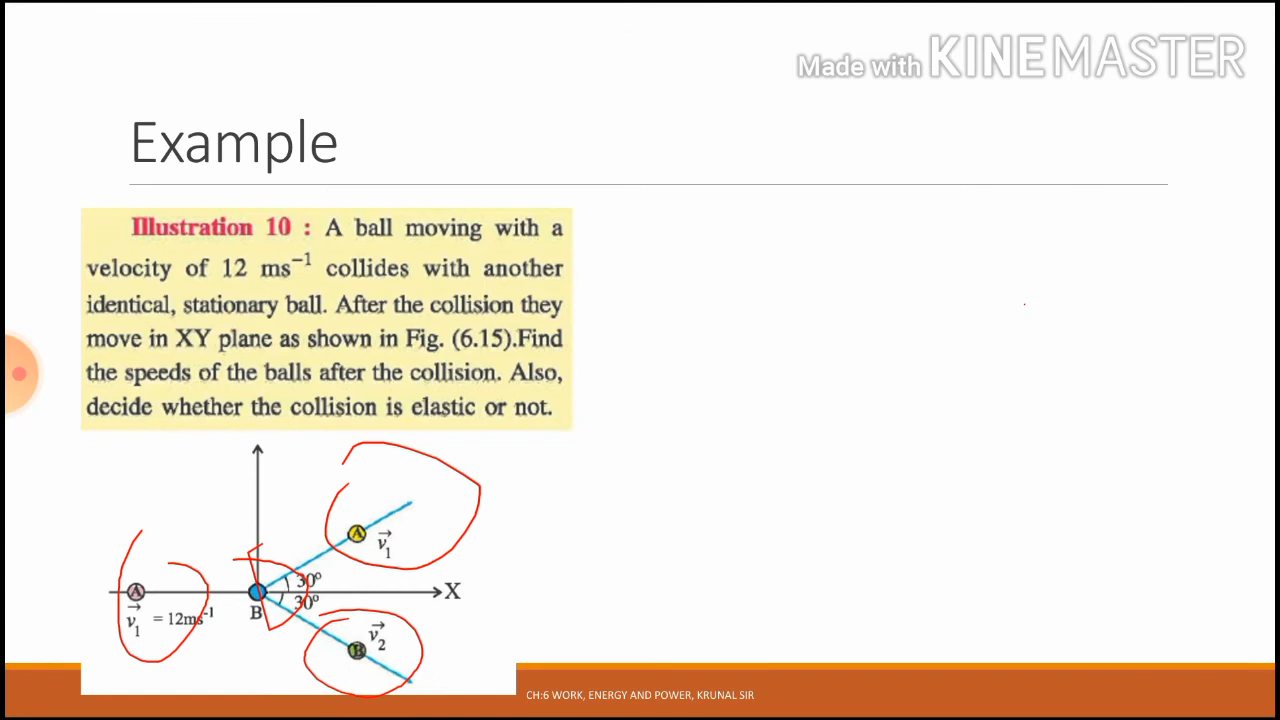 Made with KINEMASTER
Example
Illustration 10 : A ball moving with a
velocity of 12 ms⁻¹ collides with another
identical, stationary ball. After the collision they
move in XY plane as shown in Fig. (6.15).Find
the speeds of the balls after the collision. Also,
decide whether the collision is elastic or not.
A
v⃗₁
30°
A
X
30°
B
v⃗₁ = 12ms⁻¹
v⃗₂
B
CH:6 WORK, ENERGY AND POWER, KRUNAL SIR